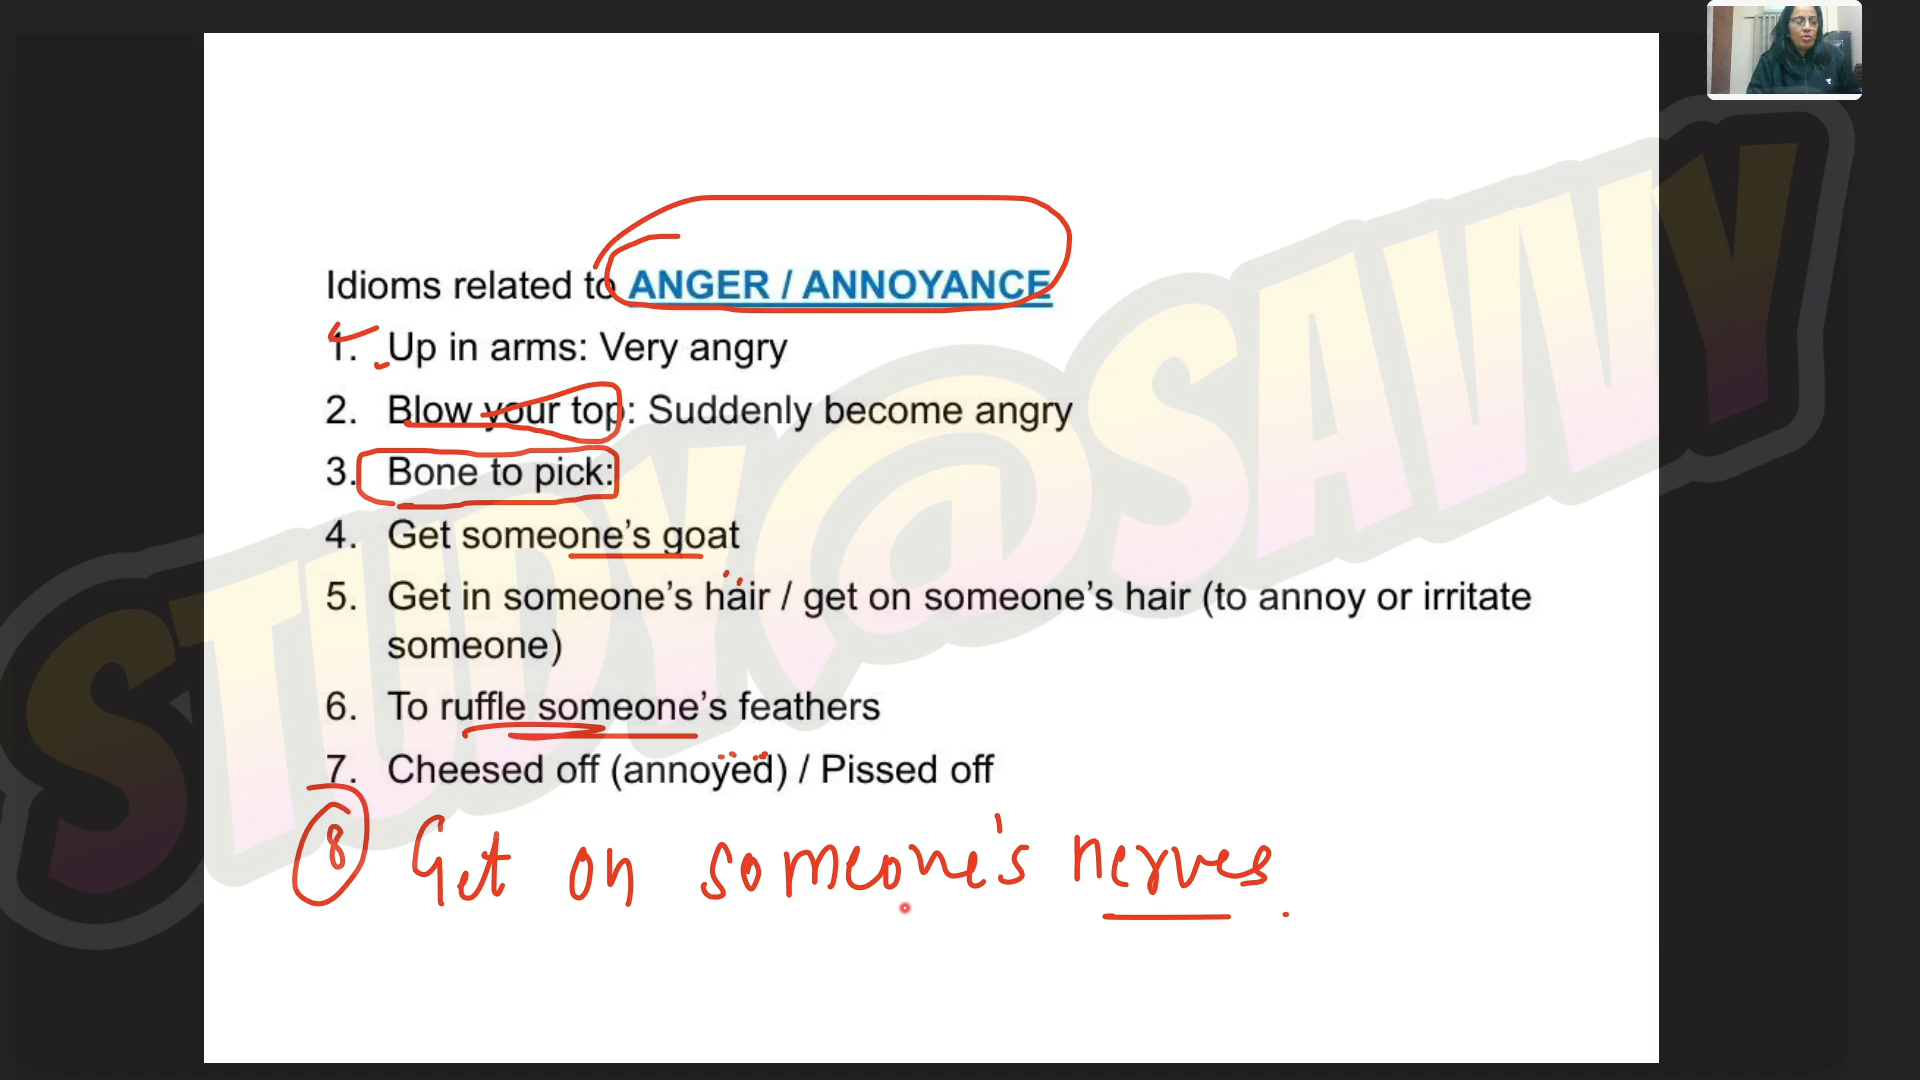 Idioms related to ANGER / ANNOYANCE
1. Up in arms: Very angry
2. Blow your top: Suddenly become angry
3. Bone to pick:
4. Get someone's goat
5. Get in someone's hair / get on someone's hair (to annoy or irritate
someone)
6. To ruffle someone's feathers
7. Cheesed off (annoyed) / Pissed off
8 Get on someone's nerves.
STUDY@SAVVY